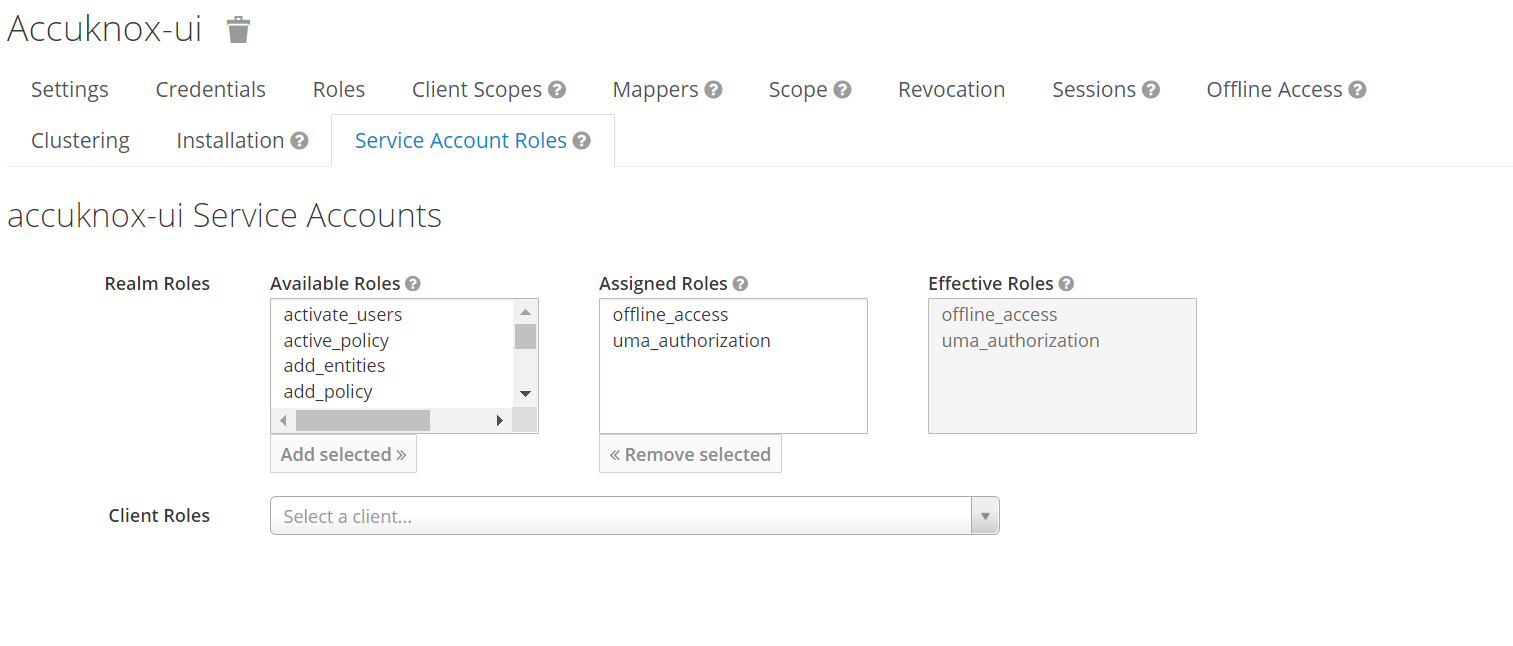 Accuknox-ui
Settings Credentials Roles Client Scopes ? Mappers ? Scope ? Revocation Sessions ? Offline Access ?
Clustering Installation ? Service Account Roles ?
accuknox-ui Service Accounts
Realm Roles Available Roles ? Assigned Roles ? Effective Roles ?
activate_users offline_access offline_access
active_policy uma_authorization uma_authorization
add_entities
add_policy
Add selected » « Remove selected
Client Roles Select a client...